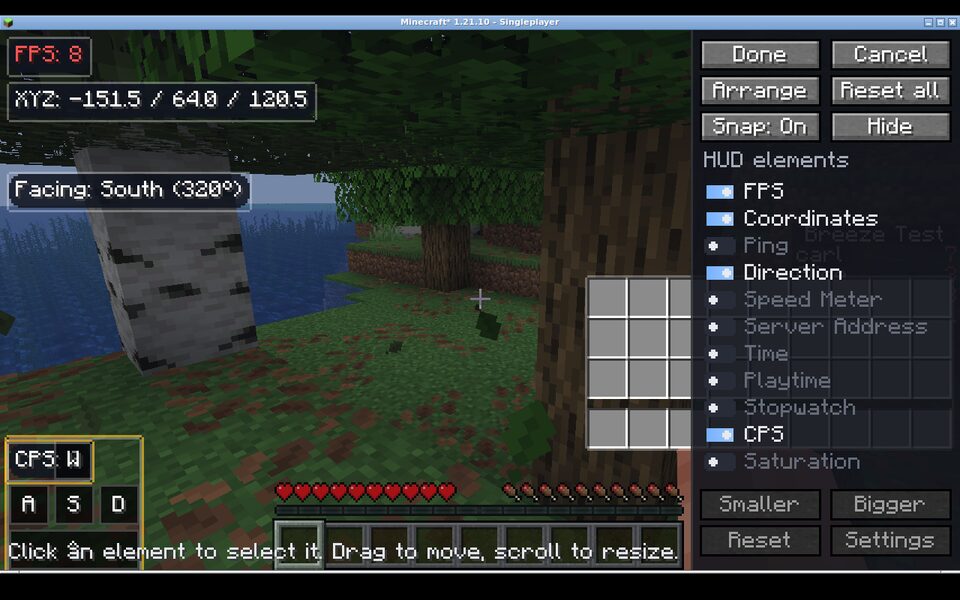 Minecraft* 1.21.10 - Singleplayer
FPS: 8
XYZ: -151.5 / 64.0 / 120.5
Facing: South (320°)
Done
Cancel
Arrange
Reset all
Snap: On
Hide
HUD elements
FPS
Coordinates
Ping
Direction
Speed Meter
Server Address
Time
Playtime
Stopwatch
CPS
Saturation
Breeze Test
carl
CPS: W
A S D
Click an element to select it. Drag to move, scroll to resize.
Smaller
Bigger
Reset
Settings